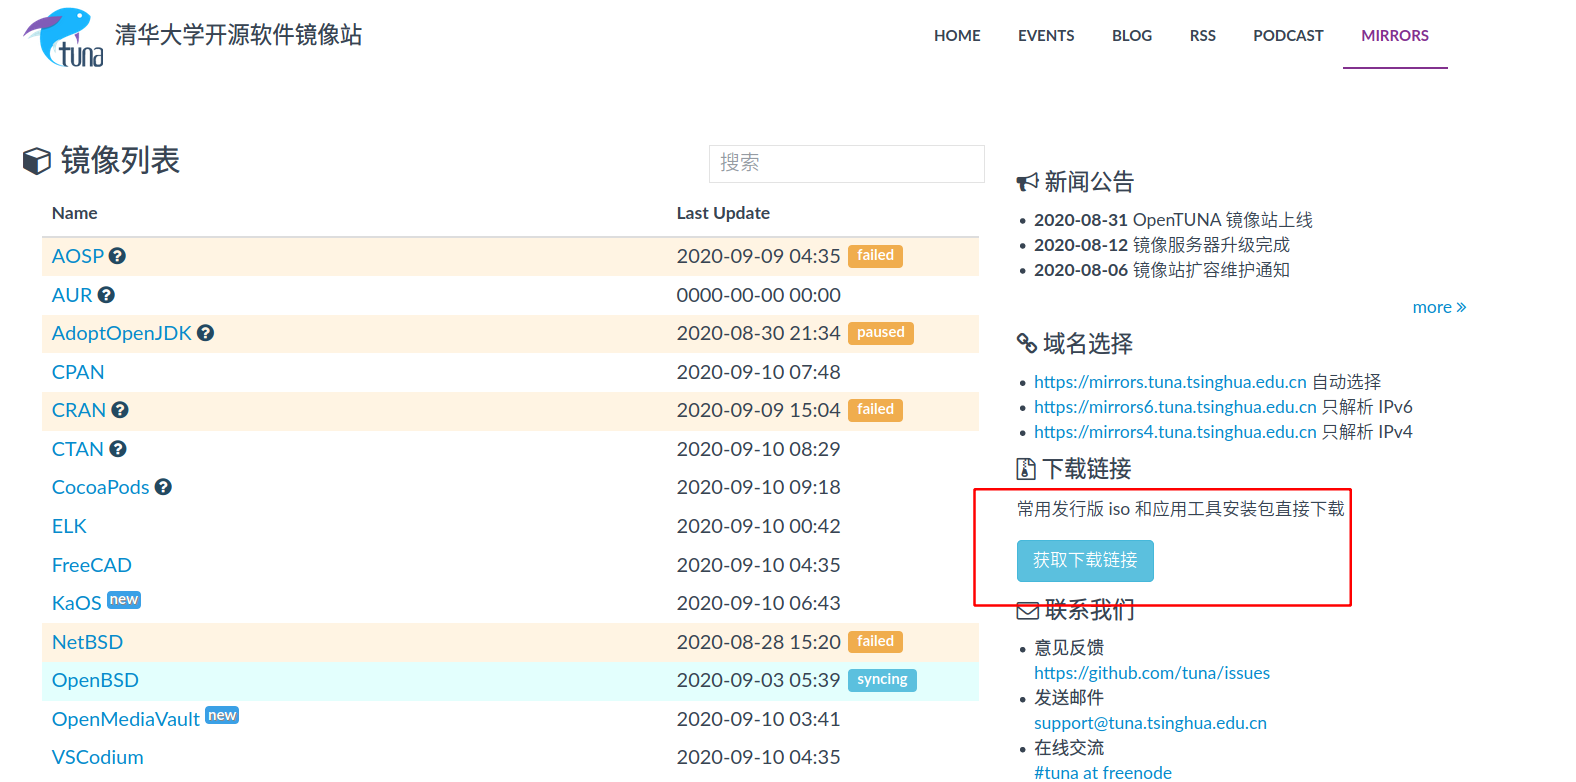 tuna
清华大学开源软件镜像站
HOME EVENTS BLOG RSS PODCAST MIRRORS
镜像列表
搜索
Name Last Update
AOSP 2020-09-09 04:35 failed
AUR 0000-00-00 00:00
AdoptOpenJDK 2020-08-30 21:34 paused
CPAN 2020-09-10 07:48
CRAN 2020-09-09 15:04 failed
CTAN 2020-09-10 08:29
CocoaPods 2020-09-10 09:18
ELK 2020-09-10 00:42
FreeCAD 2020-09-10 04:35
KaOS new 2020-09-10 06:43
NetBSD 2020-08-28 15:20 failed
OpenBSD 2020-09-03 05:39 syncing
OpenMediaVault new 2020-09-10 03:41
VSCodium 2020-09-10 04:35
新闻公告
2020-08-31 OpenTUNA 镜像站上线
2020-08-12 镜像服务器升级完成
2020-08-06 镜像站扩容维护通知
more »
域名选择
https://mirrors.tuna.tsinghua.edu.cn 自动选择
https://mirrors6.tuna.tsinghua.edu.cn 只解析 IPv6
https://mirrors4.tuna.tsinghua.edu.cn 只解析 IPv4
下载链接
常用发行版 iso 和应用工具安装包直接下载
获取下载链接
联系我们
意见反馈
https://github.com/tuna/issues
发送邮件
support@tuna.tsinghua.edu.cn
在线交流
#tuna at freenode